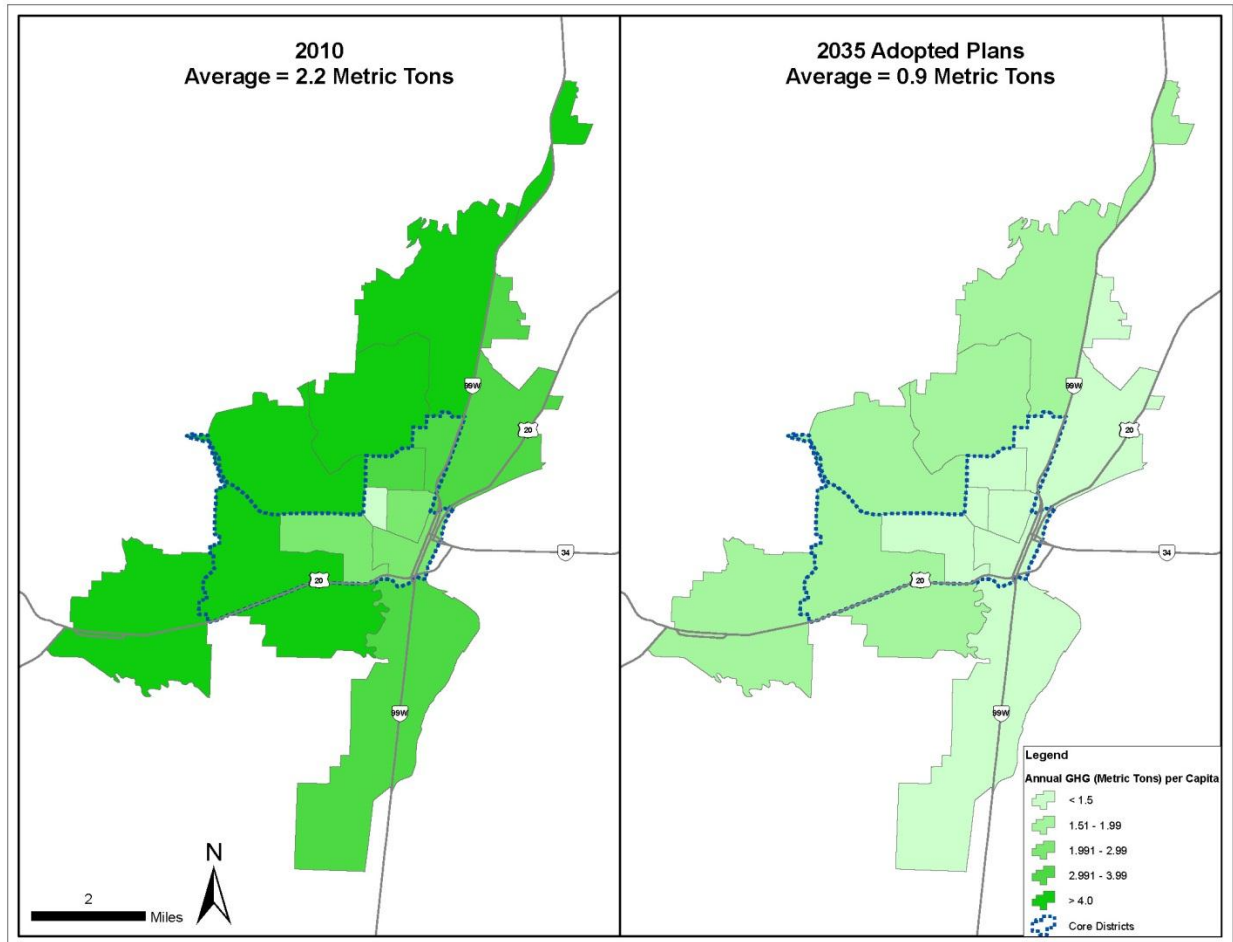 2010
Average = 2.2 Metric Tons
99W
20
34
20
99W
2
Miles
N
2035 Adopted Plans
Average = 0.9 Metric Tons
99W
20
34
20
99W
Legend
Annual GHG (Metric Tons) per Capita
< 1.5
1.51 - 1.99
1.991 - 2.99
2.991 - 3.99
> 4.0
Core Districts